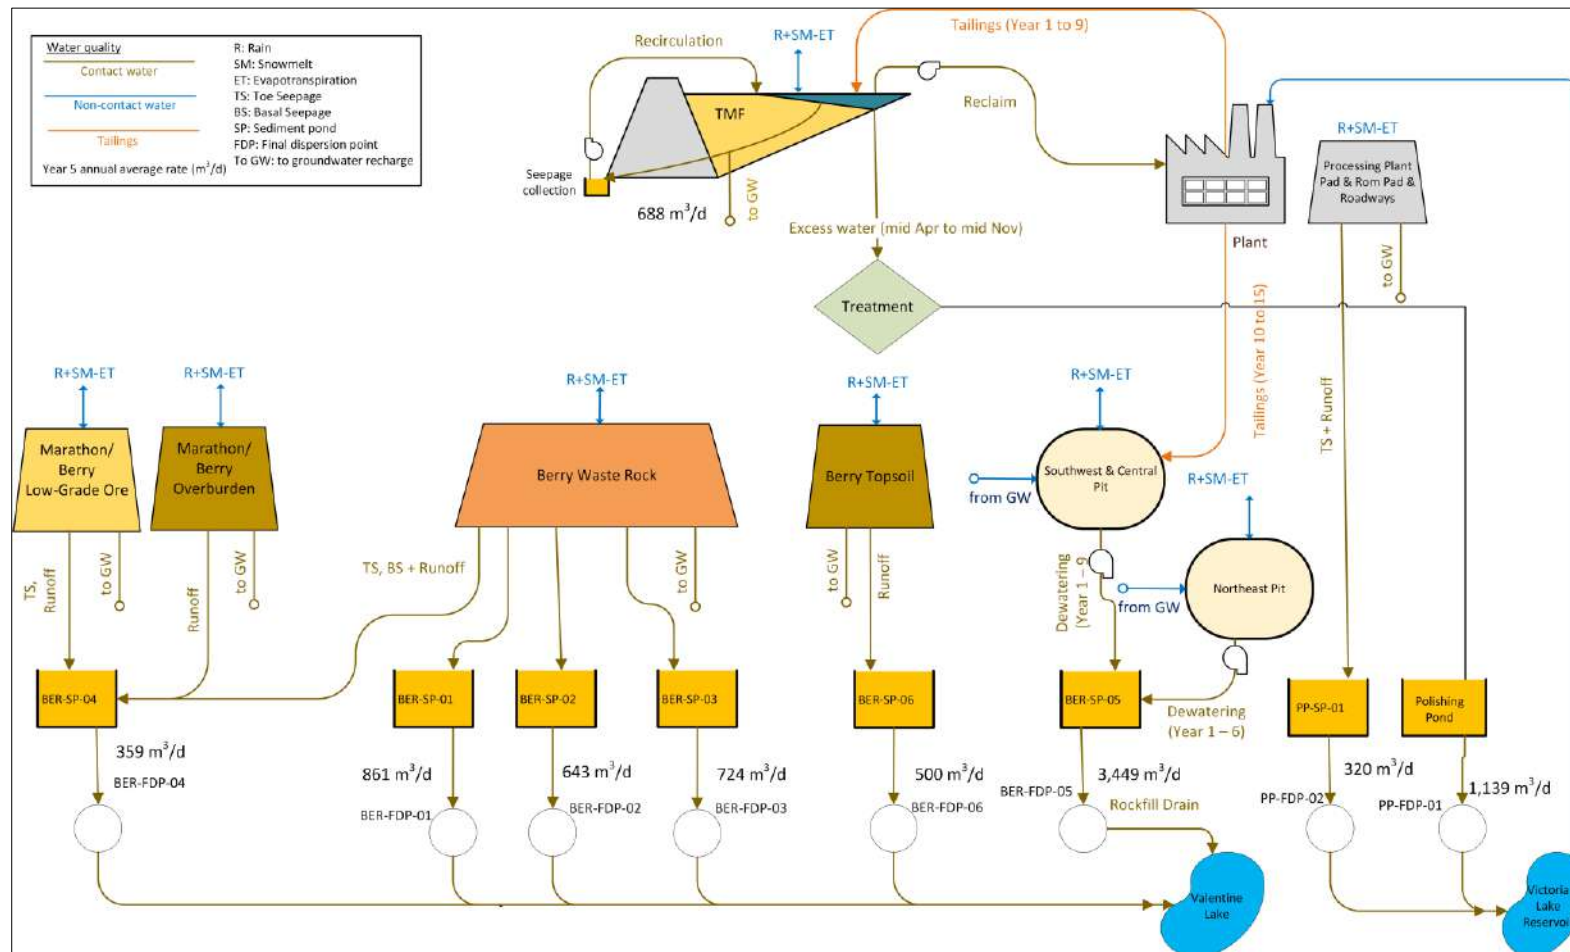 Water quality
Contact water
Non-contact water
Tailings
Year 5 annual average rate (m³/d)
R: Rain
SM: Snowmelt
ET: Evapotranspiration
TS: Toe Seepage
BS: Basal Seepage
SP: Sediment pond
FDP: Final dispersion point
To GW: to groundwater recharge
Recirculation
R+SM-ET
Tailings (Year 1 to 9)
TMF
Reclaim
Seepage
collection
688 m³/d
to GW
Excess water (mid Apr to mid Nov)
Treatment
Plant
R+SM-ET
Processing Plant
Pad & Rom Pad &
Roadways
to GW
Tailings (Year 10 to 15)
TS + Runoff
R+SM-ET
R+SM-ET
R+SM-ET
R+SM-ET
R+SM-ET
R+SM-ET
Marathon/
Berry
Low-Grade Ore
Marathon/
Berry
Overburden
Berry Waste Rock
Berry Topsoil
Southwest & Central
Pit
from GW
Northeast Pit
from GW
TS,
Runoff
to GW
Runoff
to GW
TS, BS + Runoff
to GW
to GW
Runoff
Dewatering
(Year 1 – 9
Dewatering
(Year 1 – 6)
BER-SP-04
BER-SP-01
BER-SP-02
BER-SP-03
BER-SP-06
BER-SP-05
PP-SP-01
Polishing
Pond
359 m³/d
BER-FDP-04
861 m³/d
BER-FDP-01
643 m³/d
BER-FDP-02
724 m³/d
BER-FDP-03
500 m³/d
BER-FDP-06
3,449 m³/d
BER-FDP-05
Rockfill Drain
320 m³/d
PP-FDP-02
1,139 m³/d
PP-FDP-01
Valentine
Lake
Victoria
Lake
Reservoi